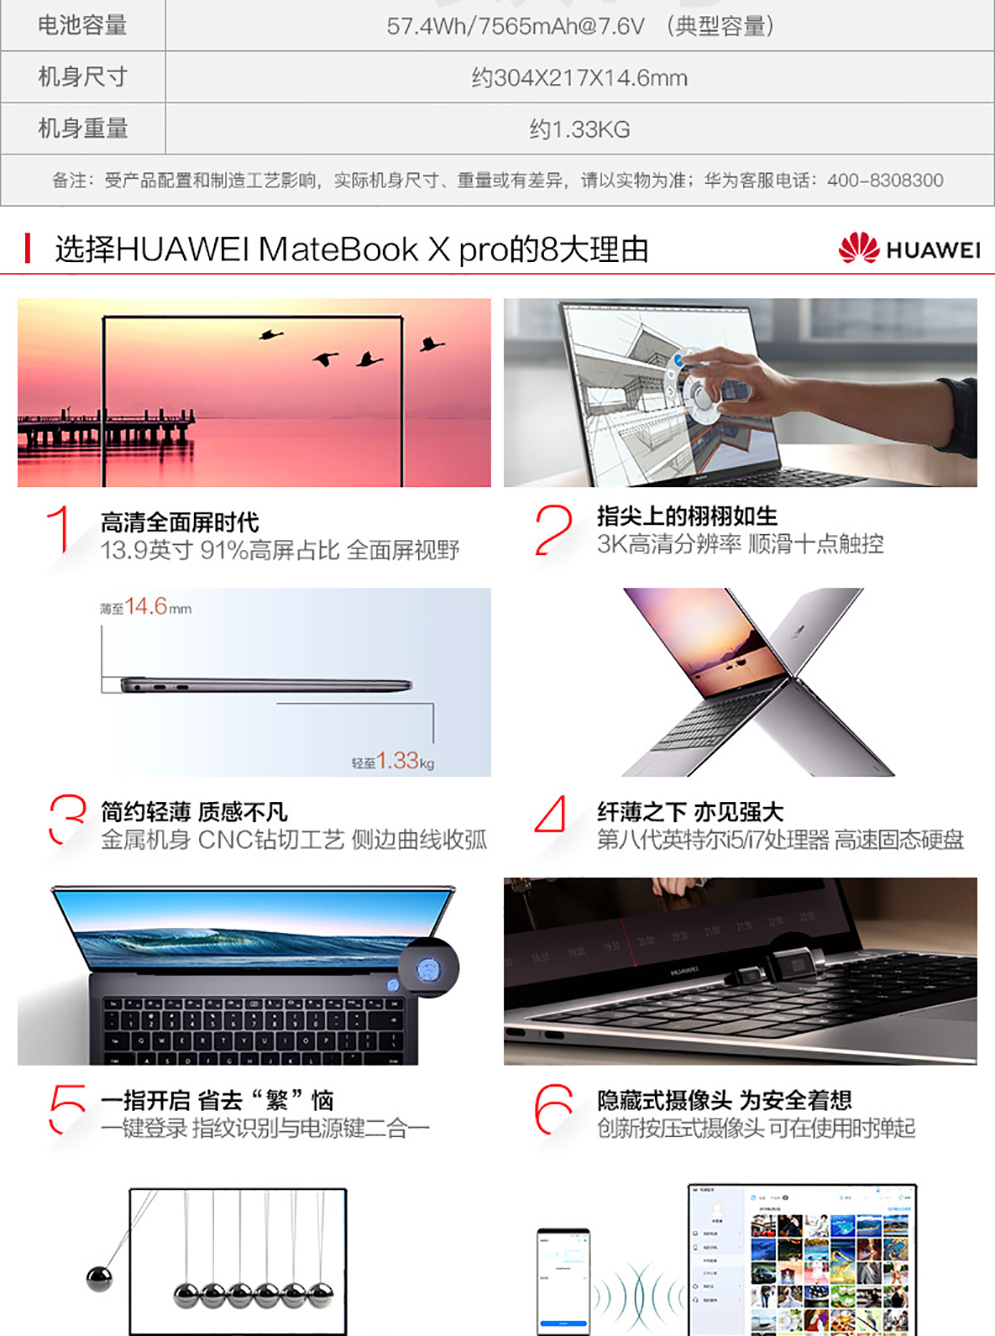 电池容量
57.4Wh/7565mAh@7.6V （典型容量）
机身尺寸
约304X217X14.6mm
机身重量
约1.33KG
备注：受产品配置和制造工艺影响，实际机身尺寸、重量或有差异，请以实物为准；华为客服电话：400-8308300
选择HUAWEI MateBook X pro的8大理由
HUAWEI
1 高清全面屏时代
13.9英寸 91%高屏占比 全面屏视野
2 指尖上的栩栩如生
3K高清分辨率 顺滑十点触控
薄至14.6mm
轻至1.33kg
3 简约轻薄 质感不凡
金属机身 CNC钻切工艺 侧边曲线收弧
4 纤薄之下 亦见强大
第八代英特尔i5/i7处理器 高速固态硬盘
HUAWEI
5 一指开启 省去“繁”恼
一键登录 指纹识别与电源键二合一
6 隐藏式摄像头 为安全着想
创新按压式摄像头 可在使用时弹起